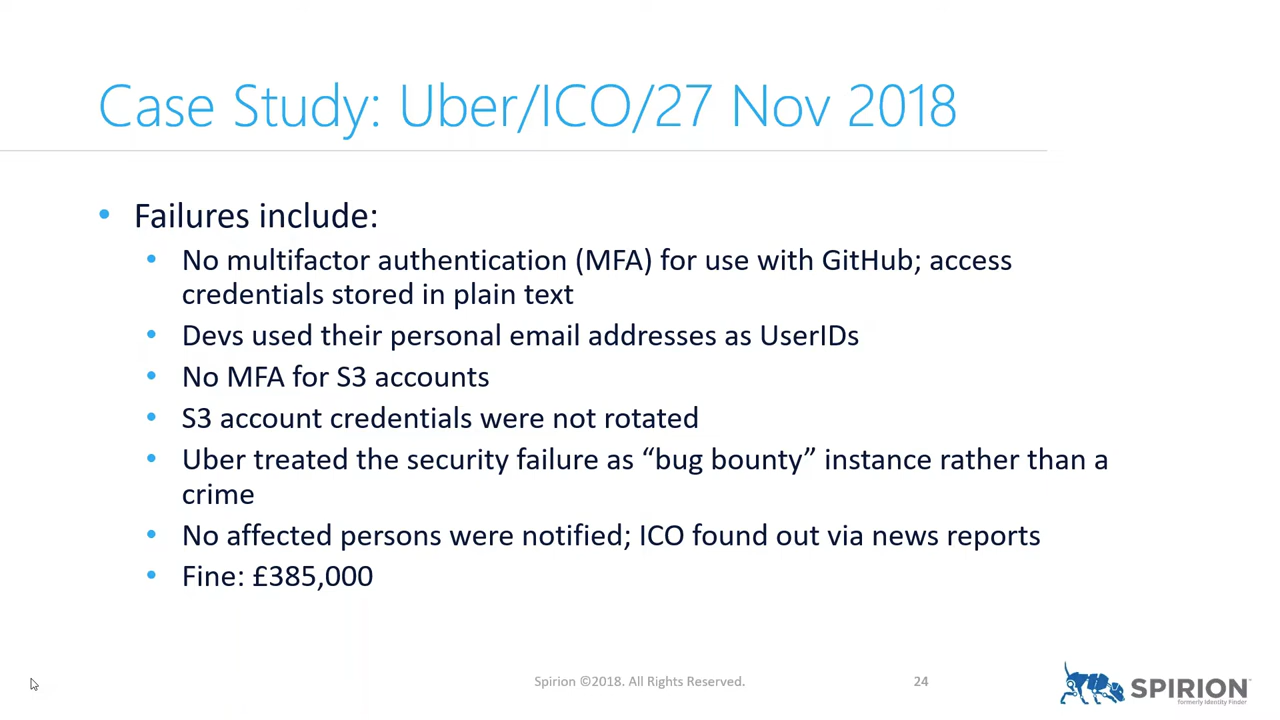 Case Study: Uber/ICO/27 Nov 2018
• Failures include:
• No multifactor authentication (MFA) for use with GitHub; access
credentials stored in plain text
• Devs used their personal email addresses as UserIDs
• No MFA for S3 accounts
• S3 account credentials were not rotated
• Uber treated the security failure as “bug bounty” instance rather than a
crime
• No affected persons were notified; ICO found out via news reports
• Fine: £385,000
Spirion ©2018. All Rights Reserved.
24
SPIRION
formerly Identity Finder